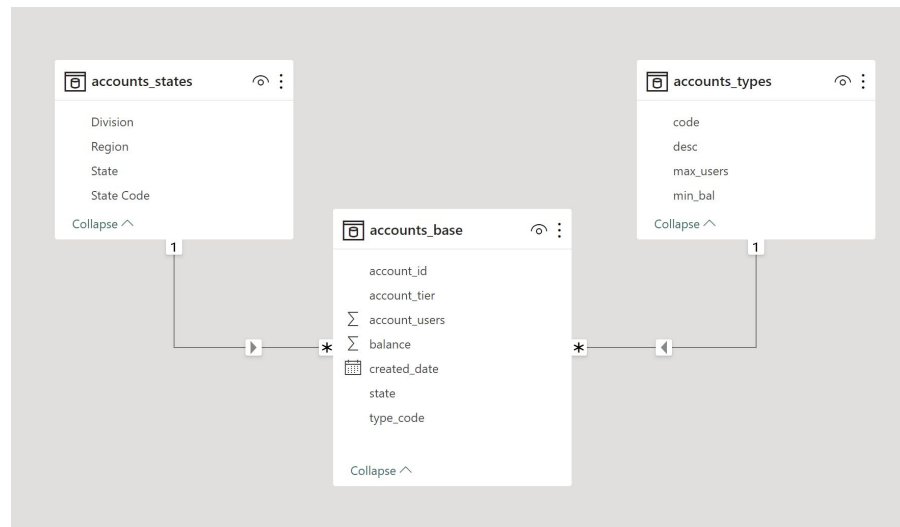 accounts_states
Division
Region
State
State Code
Collapse
1
accounts_types
code
desc
max_users
min_bal
Collapse
1
accounts_base
account_id
account_tier
Σ account_users
Σ balance
created_date
state
type_code
Collapse
*
*